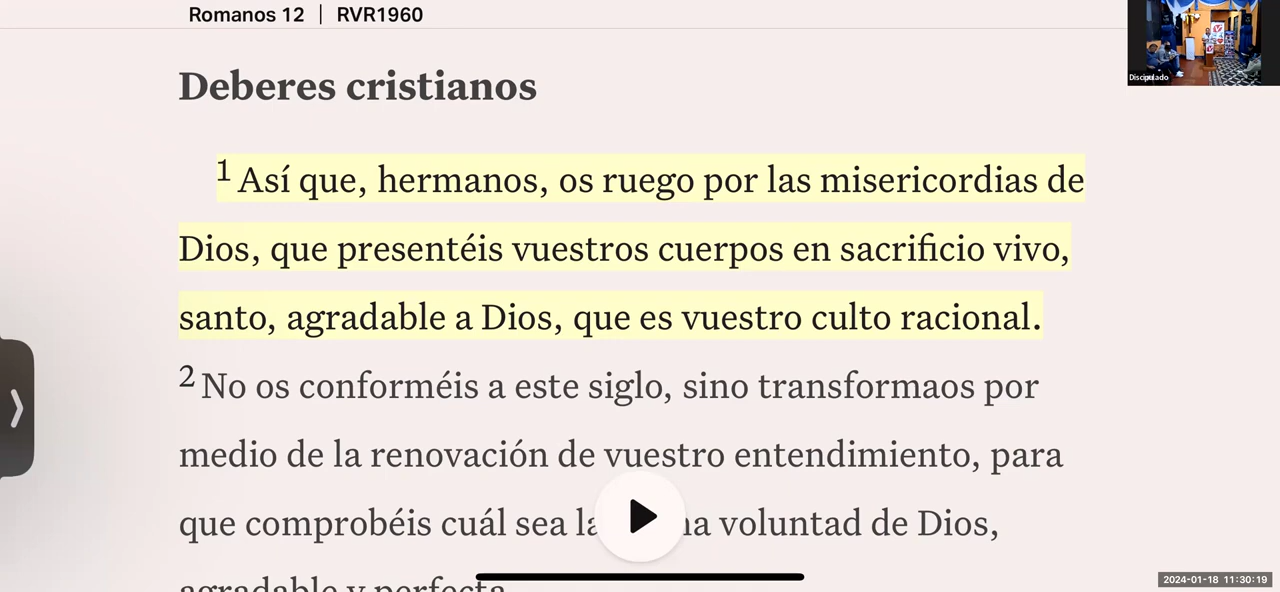 Romanos 12 | RVR1960
Discipulado
Deberes cristianos
1 Así que, hermanos, os ruego por las misericordias de
Dios, que presentéis vuestros cuerpos en sacrificio vivo,
santo, agradable a Dios, que es vuestro culto racional.
2 No os conforméis a este siglo, sino transformaos por
medio de la renovación de vuestro entendimiento, para
que comprobéis cuál sea la voluntad de Dios,
agradable y perfecta
2024-01-18 11:30:19